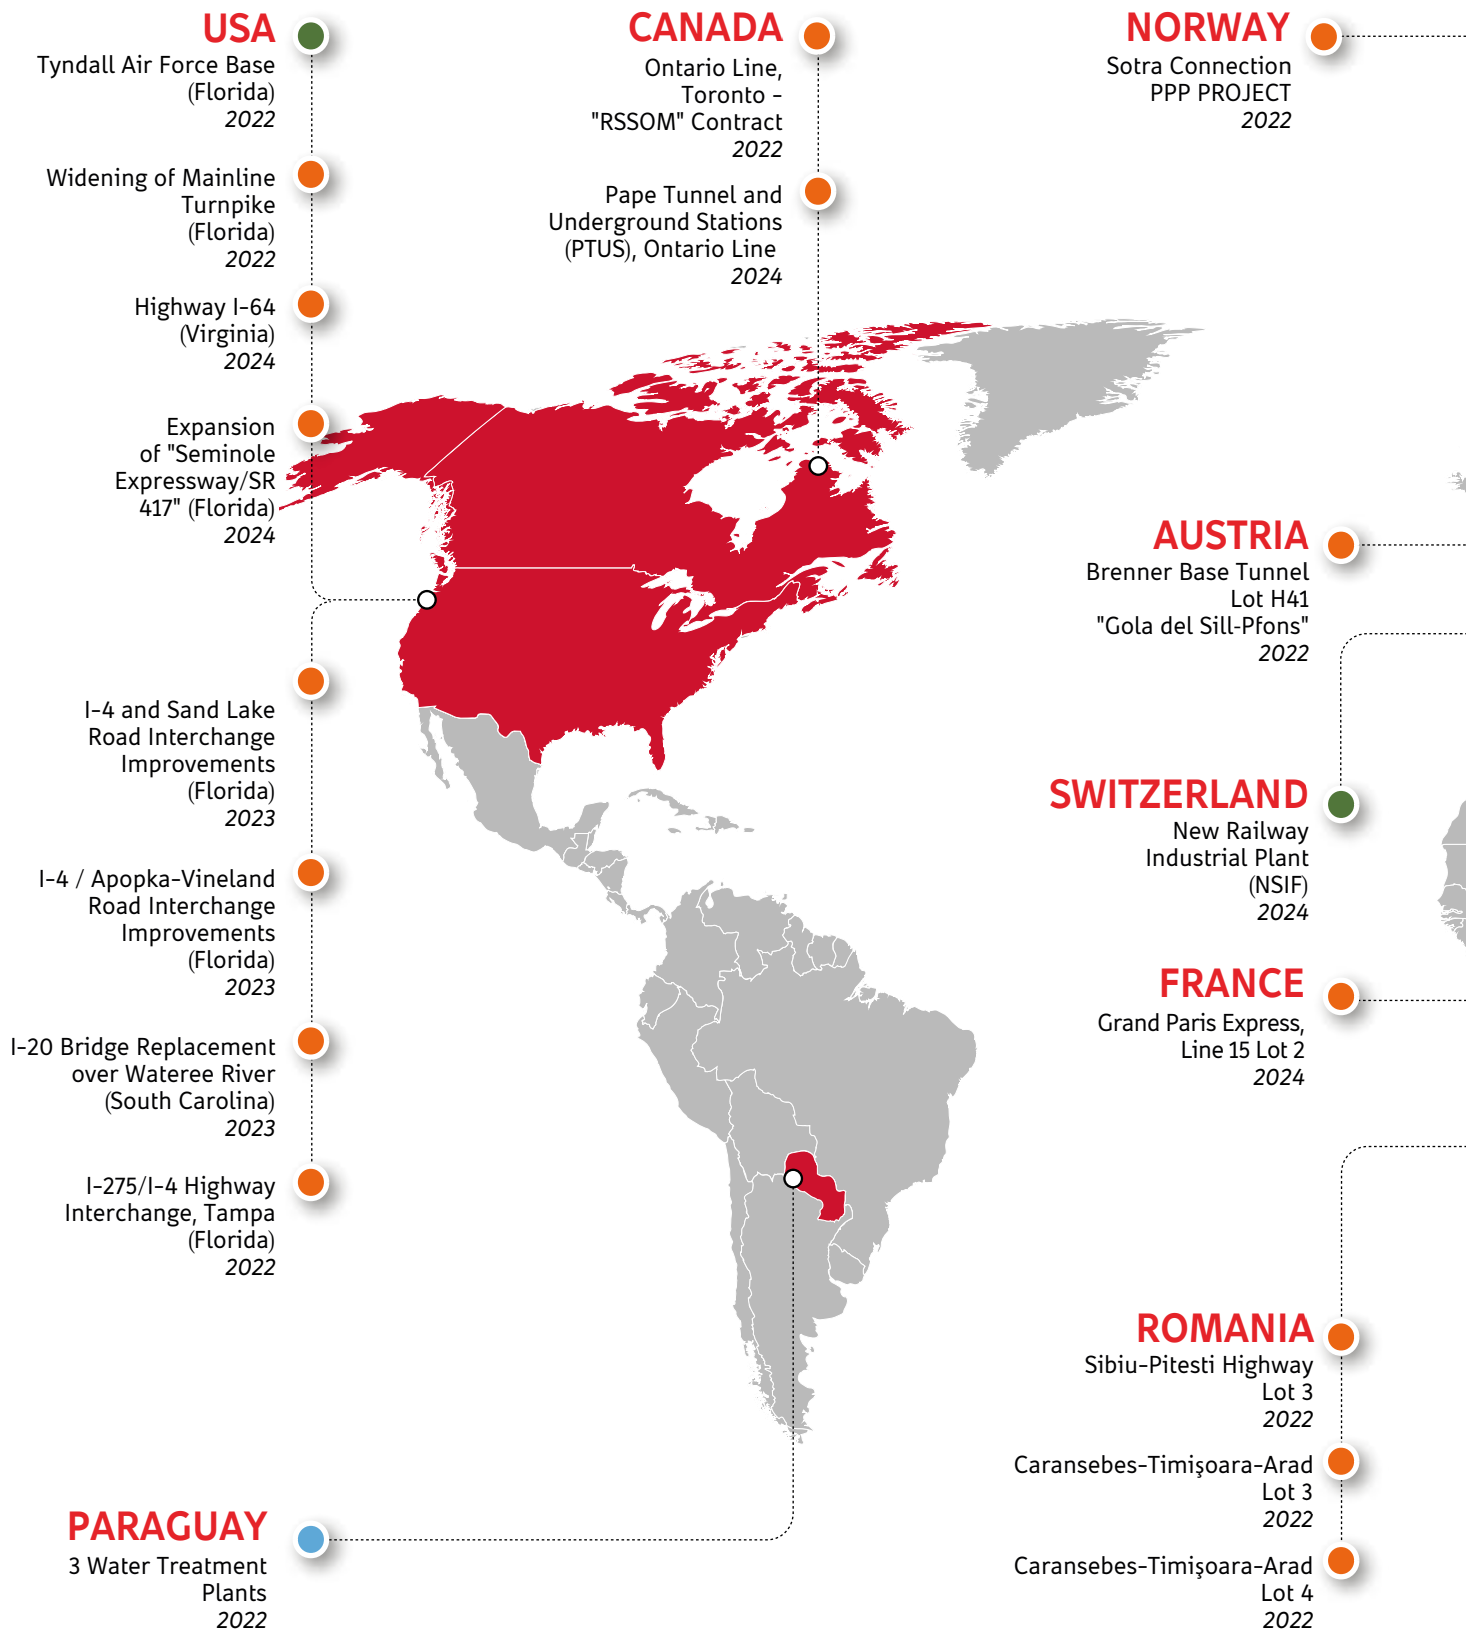 USA
Tyndall Air Force Base
(Florida)
2022
Widening of Mainline
Turnpike
(Florida)
2022
Highway I-64
(Virginia)
2024
Expansion
of "Seminole
Expressway/SR
417" (Florida)
2024
I-4 and Sand Lake
Road Interchange
Improvements
(Florida)
2023
I-4 / Apopka-Vineland
Road Interchange
Improvements
(Florida)
2023
I-20 Bridge Replacement
over Wateree River
(South Carolina)
2023
I-275/I-4 Highway
Interchange, Tampa
(Florida)
2022
PARAGUAY
3 Water Treatment
Plants
2022
CANADA
Ontario Line,
Toronto -
"RSSOM" Contract
2022
Pape Tunnel and
Underground Stations
(PTUS), Ontario Line
2024
NORWAY
Sotra Connection
PPP PROJECT
2022
AUSTRIA
Brenner Base Tunnel
Lot H41
"Gola del Sill-Pfons"
2022
SWITZERLAND
New Railway
Industrial Plant
(NSIF)
2024
FRANCE
Grand Paris Express,
Line 15 Lot 2
2024
ROMANIA
Sibiu-Pitesti Highway
Lot 3
2022
Caransebes-Timişoara-Arad
Lot 3
2022
Caransebes-Timişoara-Arad
Lot 4
2022